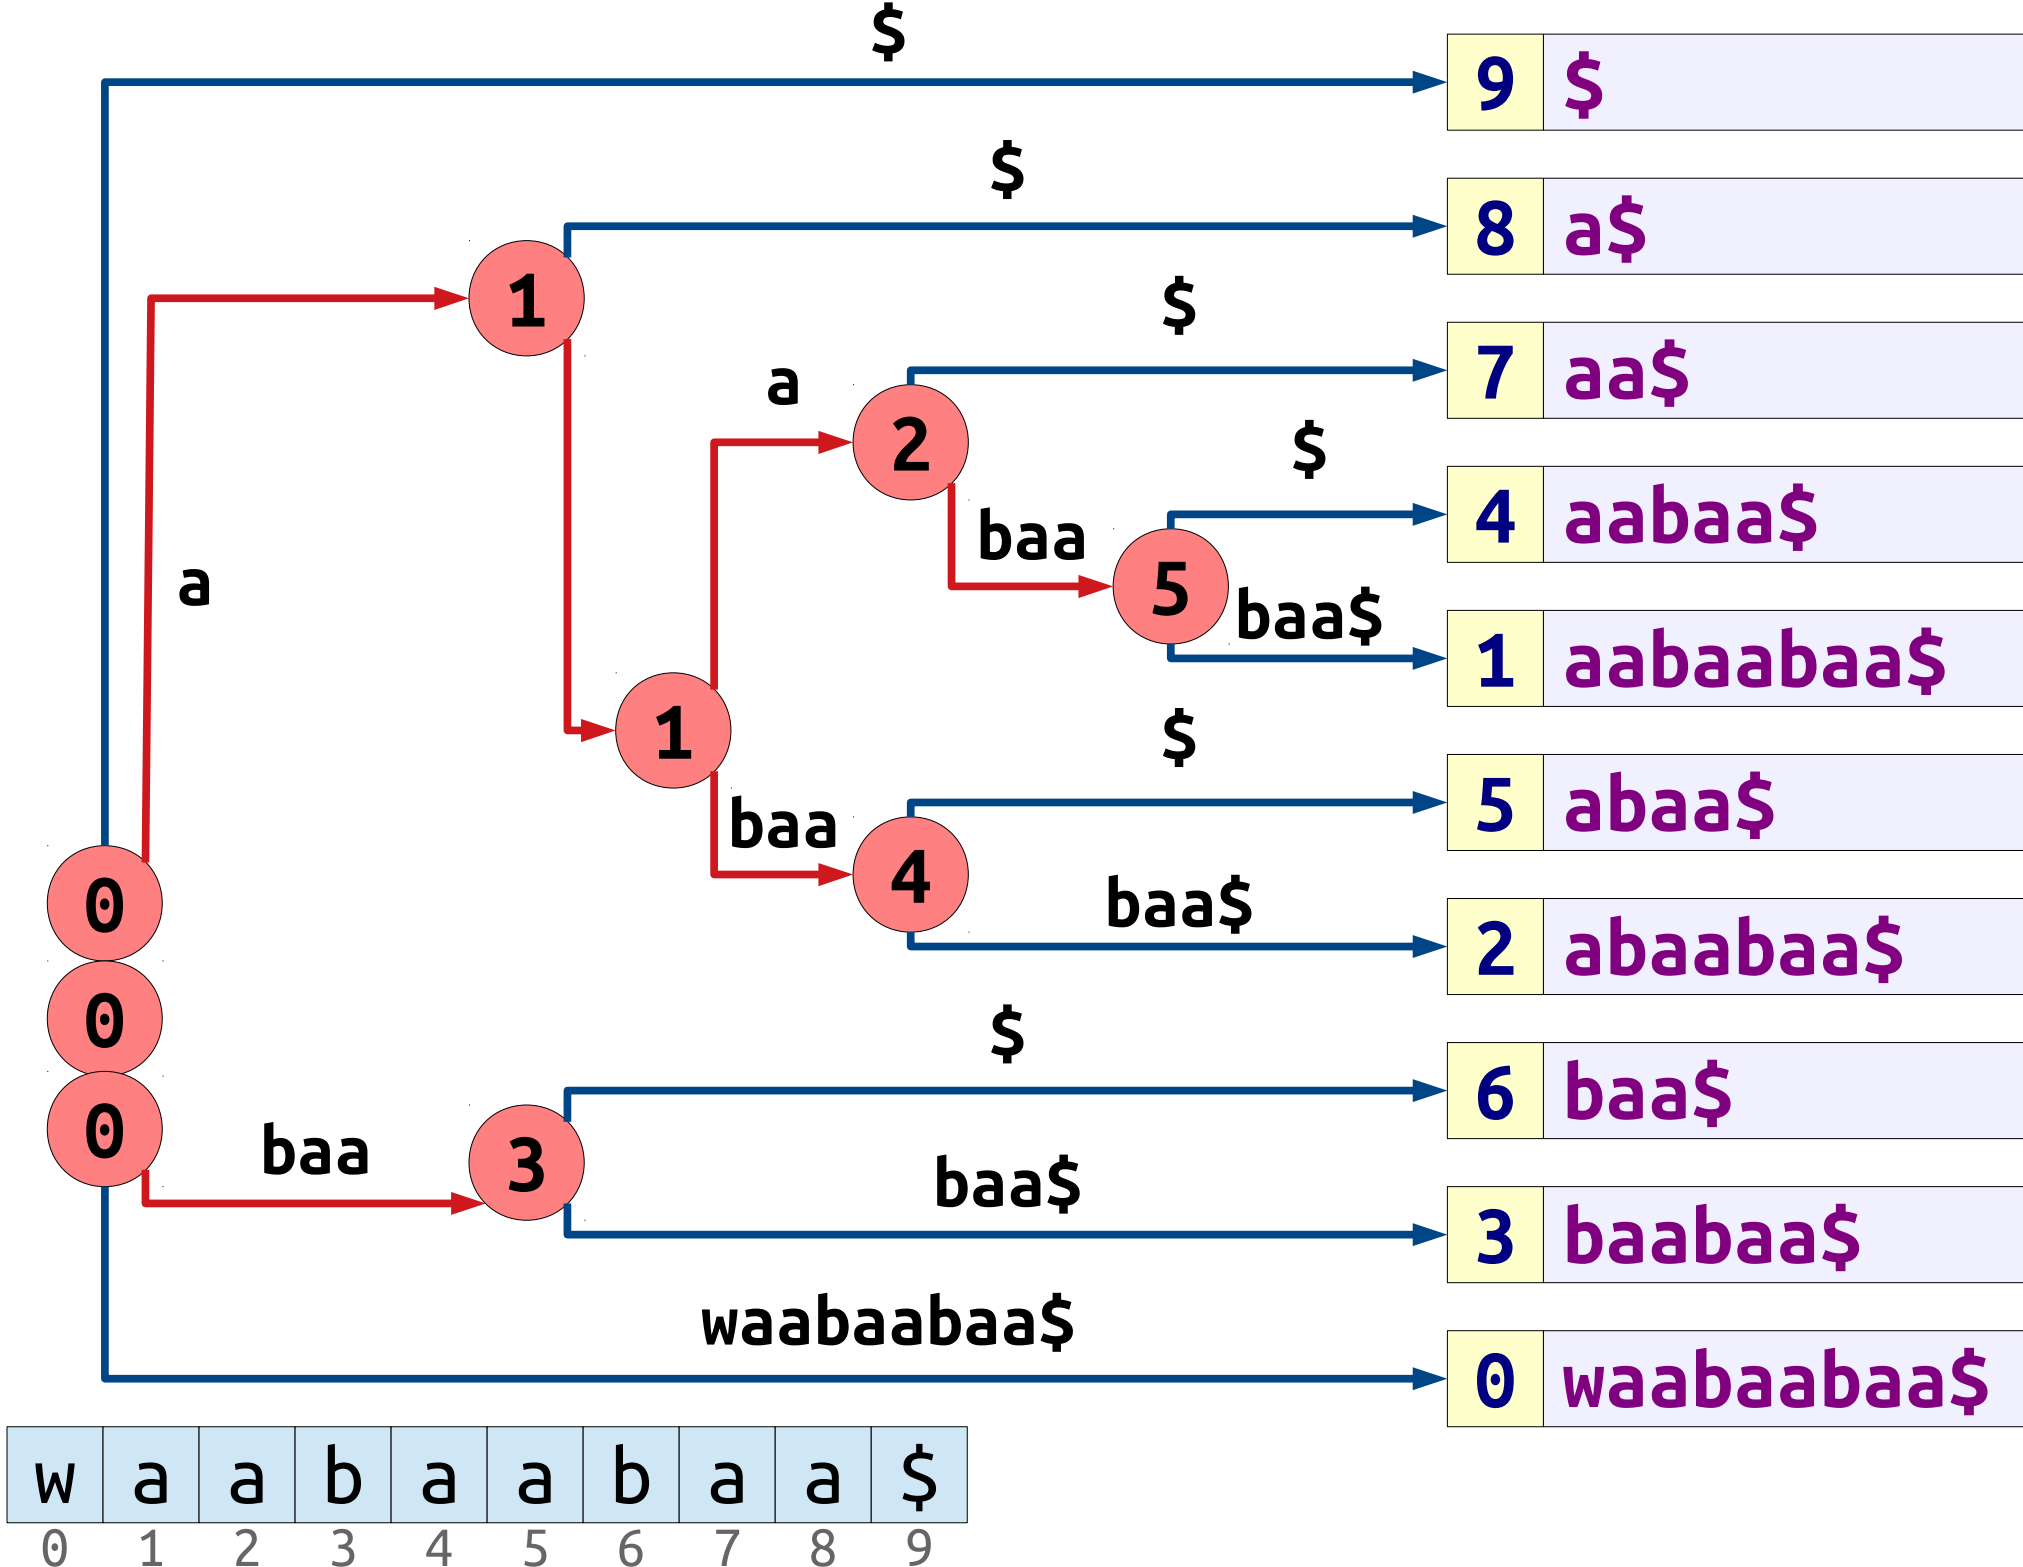 $
9 $
$
8 a$
1
$
a
7 aa$
2
$
4 aabaa$
baa
a
5
baa$
1 aabaabaa$
$
1
5 abaa$
baa
4
0
baa$
2 abaabaa$
0
$
6 baa$
0
baa
3
baa$
3 baabaa$
waabaabaa$
0 waabaabaa$
w a a b a a b a a $
0 1 2 3 4 5 6 7 8 9